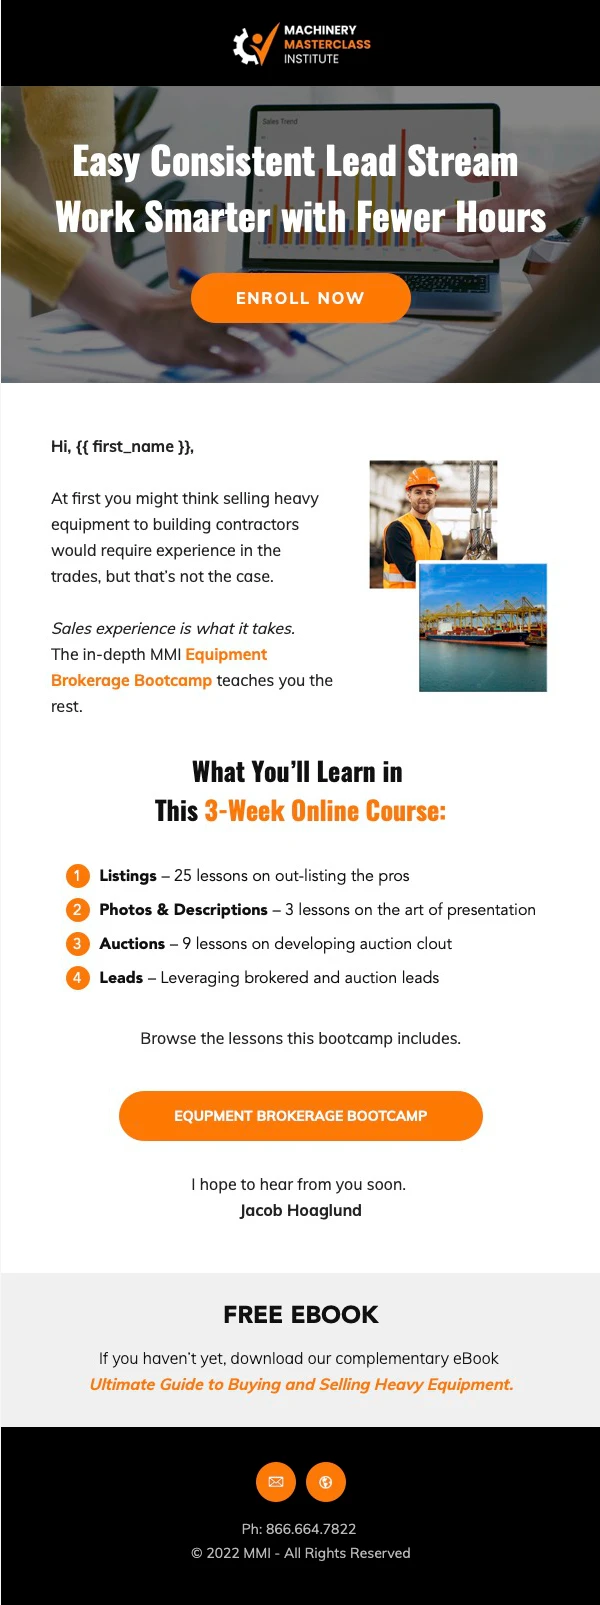 MACHINERY
MASTERCLASS
INSTITUTE
Sales Trend
Easy Consistent Lead Stream
Work Smarter with Fewer Hours
ENROLL NOW
Hi, {{ first_name }},
At first you might think selling heavy
equipment to building contractors
would require experience in the
trades, but that's not the case.
Sales experience is what it takes.
The in-depth MMI Equipment
Brokerage Bootcamp teaches you the
rest.
What You'll Learn in
This 3-Week Online Course:
1 Listings – 25 lessons on out-listing the pros
2 Photos & Descriptions – 3 lessons on the art of presentation
3 Auctions – 9 lessons on developing auction clout
4 Leads – Leveraging brokered and auction leads
Browse the lessons this bootcamp includes.
EQUPMENT BROKERAGE BOOTCAMP
I hope to hear from you soon.
Jacob Hoaglund
FREE EBOOK
If you haven't yet, download our complementary eBook
Ultimate Guide to Buying and Selling Heavy Equipment.
Ph: 866.664.7822
© 2022 MMI - All Rights Reserved